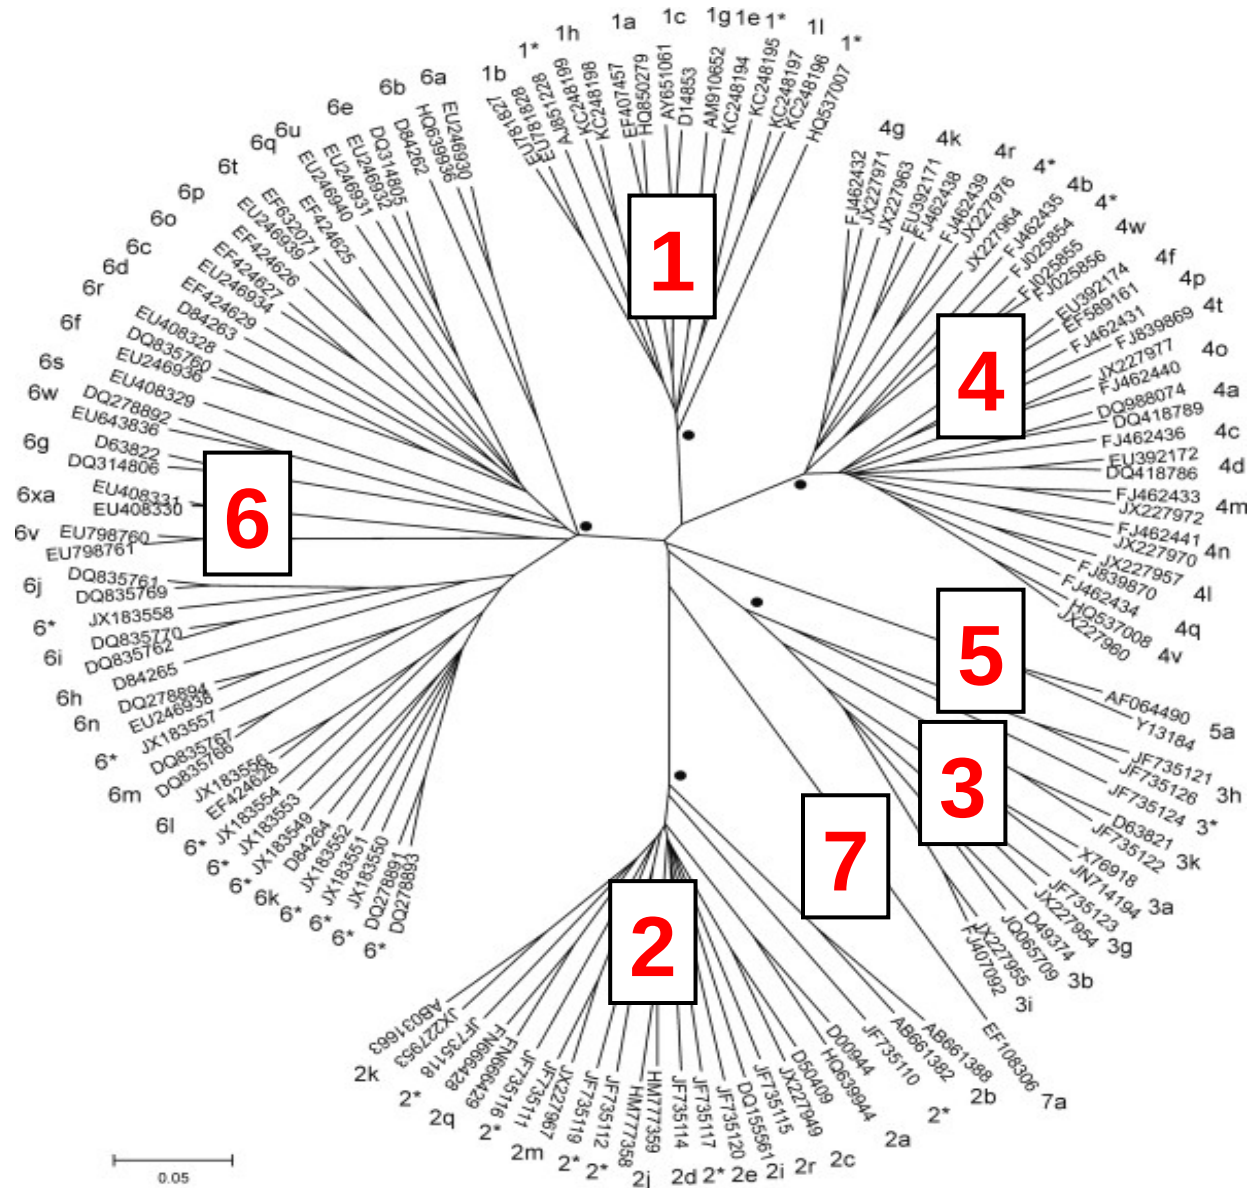 1b
1*
1h
1a
1c
1g
1e
1*
1l
1*
EU781827
EU781828
AJ851228
KC248199
KC248198
EF407457
HQ850279
AY651061
D14853
AM910652
KC248194
KC248195
KC248197
KC248196
HQ537007
1
4g
4k
4r
4*
4b
4*
4w
4f
4p
4t
4o
4a
4c
4d
4m
4n
4l
4q
4v
FJ462432
JX227971
JX227963
EU392171
FJ462438
FJ462439
JX227976
JX227964
FJ462435
FJ025854
FJ025855
FJ025856
EU392174
EF589161
FJ462431
FJ839869
JX227977
FJ462440
DQ988074
DQ418789
FJ462436
EU392172
DQ418786
FJ462433
JX227972
FJ462441
JX227970
JX227957
FJ839870
FJ462434
HQ537008
JX227960
4
5
AF064490
Y13184
5a
3
JF735121
JF735126
JF735124
D63821
JF735122
X76918
JN714194
JF735123
JX227954
D49374
JQ065709
JX227955
FJ407092
3h
3*
3k
3a
3g
3b
3i
7
EF108306
7a
2
AB661388
AB661382
JF735110
D00944
HQ639944
D50409
JX227949
JF735115
DQ155561
JF735120
JF735117
JF735114
HM777359
HM777358
JF735112
JF735119
JX227967
JF735111
JF735116
FN666429
FN666428
JF735118
JX227953
AB031663
2b
2*
2a
2c
2r
2i
2e
2*
2d
2j
2*
2*
2m
2*
2q
2*
2k
6
6a
6b
6e
6u
6q
6t
6p
6o
6c
6d
6r
6f
6s
6w
6g
6xa
6v
6j
6*
6i
6h
6n
6*
6m
6l
6*
6*
6*
6k
6*
6*
6*
6*
EU246930
HQ639936
D84262
DQ314805
EU246932
EU246931
EU246940
EF424625
EF632071
EU246939
EF424626
EF424627
EU246934
EF424629
D84263
EU408328
DQ835760
EU246936
EU408329
DQ278892
EU643836
D63822
DQ314806
EU408331
EU408330
EU798760
EU798761
DQ835761
DQ835769
JX183558
DQ835770
DQ835762
D84265
DQ278894
EU246938
JX183557
DQ835767
DQ835766
JX183556
EF424628
JX183554
JX183553
JX183549
D84264
JX183552
JX183551
JX183550
DQ278891
DQ278893
0.05